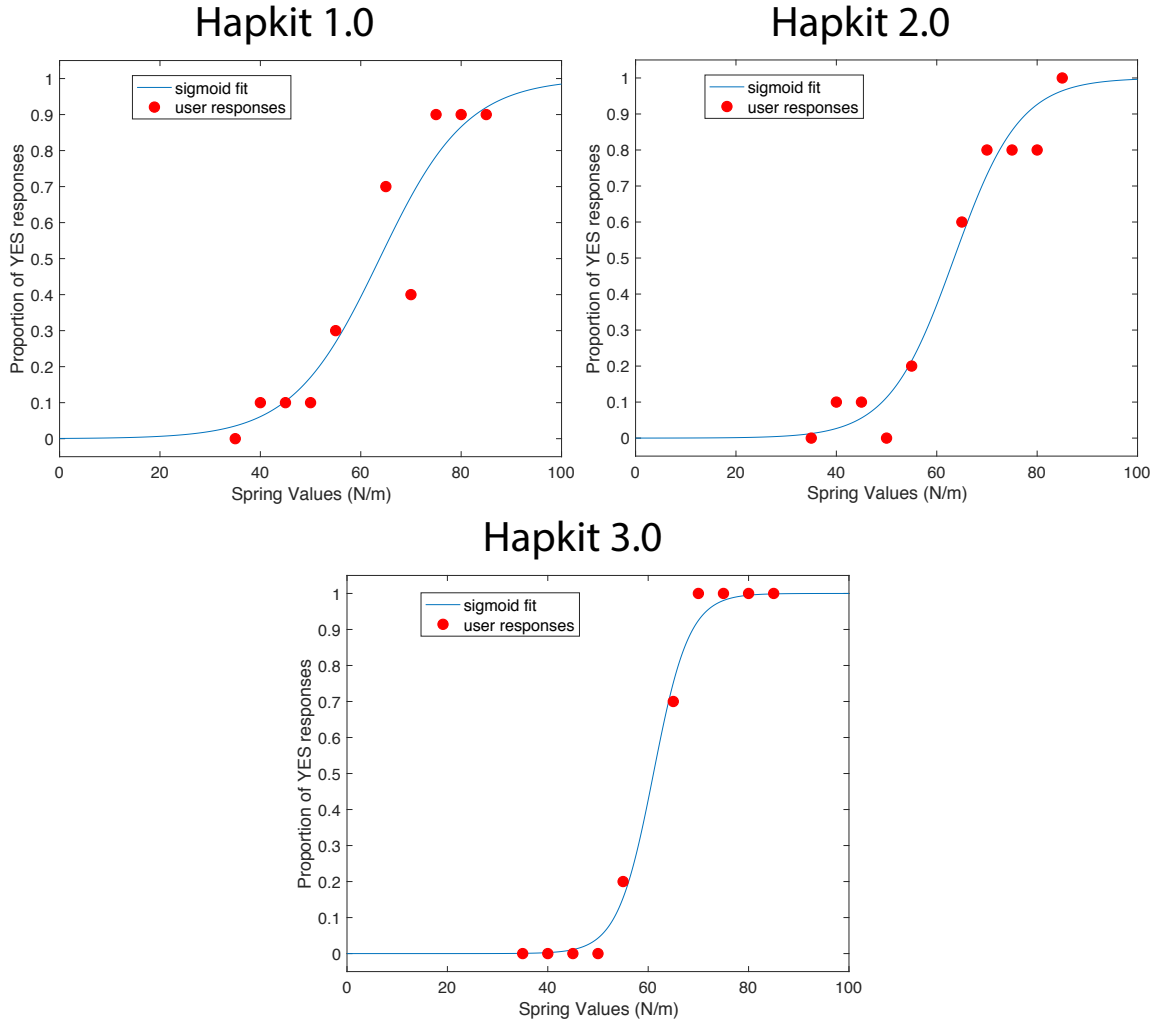 Hapkit 1.0
sigmoid fit
user responses
1
0.9
0.8
0.7
0.6
0.5
0.4
0.3
0.2
0.1
0
Proportion of YES responses
0 20 40 60 80 100
Spring Values (N/m)
Hapkit 2.0
sigmoid fit
user responses
1
0.9
0.8
0.7
0.6
0.5
0.4
0.3
0.2
0.1
0
Proportion of YES responses
0 20 40 60 80 100
Spring Values (N/m)
Hapkit 3.0
sigmoid fit
user responses
1
0.9
0.8
0.7
0.6
0.5
0.4
0.3
0.2
0.1
0
Proportion of YES responses
0 20 40 60 80 100
Spring Values (N/m)